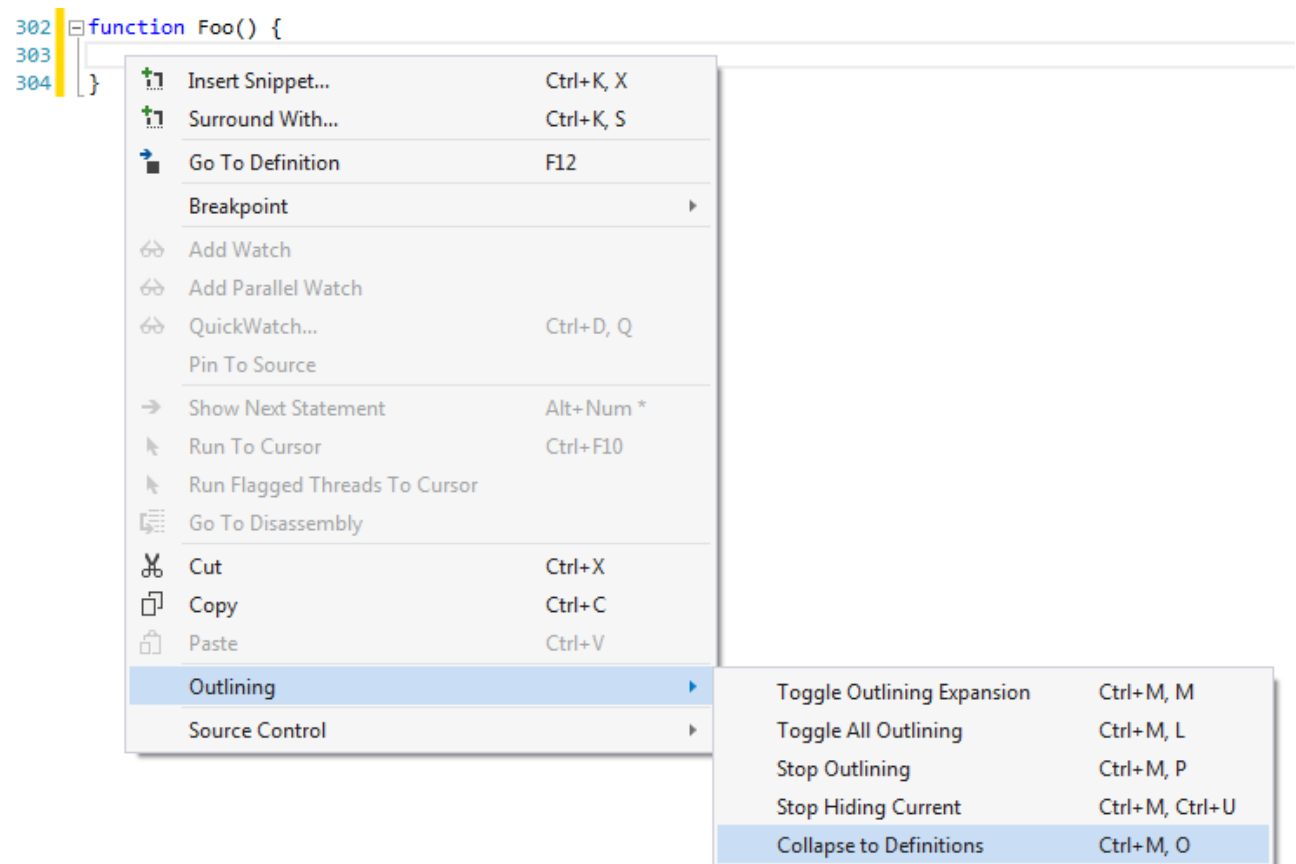 302 function Foo() {
303
304 }
Insert Snippet... Ctrl+K, X
Surround With... Ctrl+K, S
Go To Definition F12
Breakpoint
Add Watch
Add Parallel Watch
QuickWatch... Ctrl+D, Q
Pin To Source
Show Next Statement Alt+Num *
Run To Cursor Ctrl+F10
Run Flagged Threads To Cursor
Go To Disassembly
Cut Ctrl+X
Copy Ctrl+C
Paste Ctrl+V
Outlining
Source Control
Toggle Outlining Expansion Ctrl+M, M
Toggle All Outlining Ctrl+M, L
Stop Outlining Ctrl+M, P
Stop Hiding Current Ctrl+M, Ctrl+U
Collapse to Definitions Ctrl+M, O